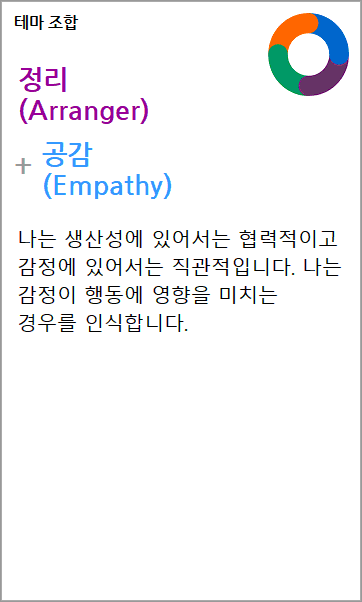 테마 조합
정리
(Arranger)
+ 공감
(Empathy)
나는 생산성에 있어서는 협력적이고
감정에 있어서는 직관적입니다. 나는
감정이 행동에 영향을 미치는
경우를 인식합니다.